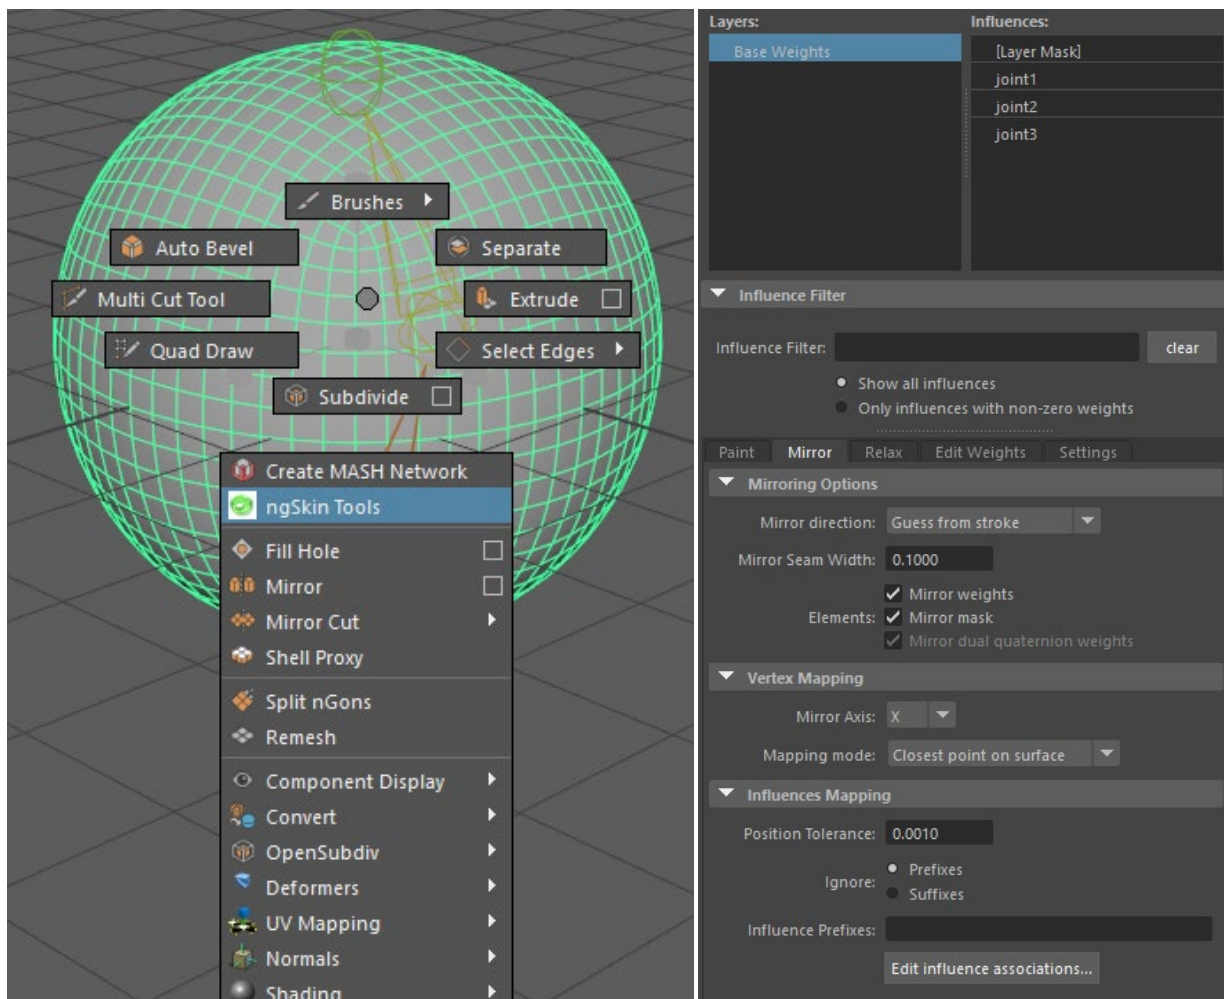 Brushes
Auto Bevel
Separate
Multi Cut Tool
Extrude
Quad Draw
Select Edges
Subdivide
Create MASH Network
ngSkin Tools
Fill Hole
Mirror
Mirror Cut
Shell Proxy
Split nGons
Remesh
Component Display
Convert
OpenSubdiv
Deformers
UV Mapping
Normals
Shading
Layers:
Base Weights
Influences:
[Layer Mask]
joint1
joint2
joint3
Influence Filter
Influence Filter: clear
Show all influences
Only influences with non-zero weights
Paint Mirror Relax Edit Weights Settings
Mirroring Options
Mirror direction: Guess from stroke
Mirror Seam Width: 0.1000
Mirror weights
Elements: Mirror mask
Mirror dual quaternion weights
Vertex Mapping
Mirror Axis: X
Mapping mode: Closest point on surface
Influences Mapping
Position Tolerance: 0.0010
Ignore: Prefixes
Suffixes
Influence Prefixes:
Edit influence associations...